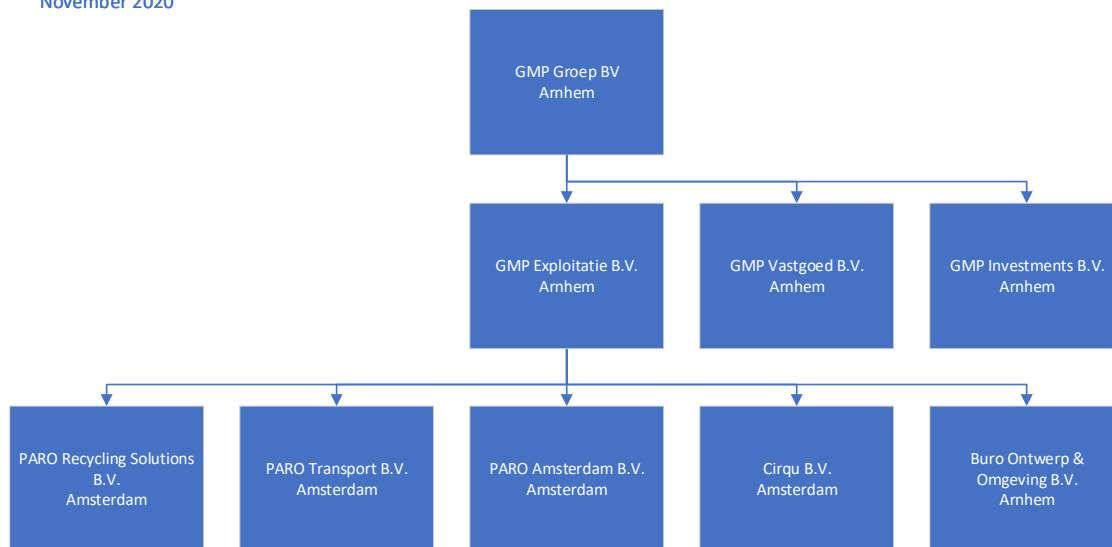 November 2020
GMP Groep BV
Arnhem
GMP Exploitatie B.V.
Arnhem
GMP Vastgoed B.V.
Arnhem
GMP Investments B.V.
Arnhem
PARO Recycling Solutions
B.V.
Amsterdam
PARO Transport B.V.
Amsterdam
PARO Amsterdam B.V.
Amsterdam
Cirqu B.V.
Amsterdam
Buro Ontwerp &
Omgeving B.V.
Arnhem